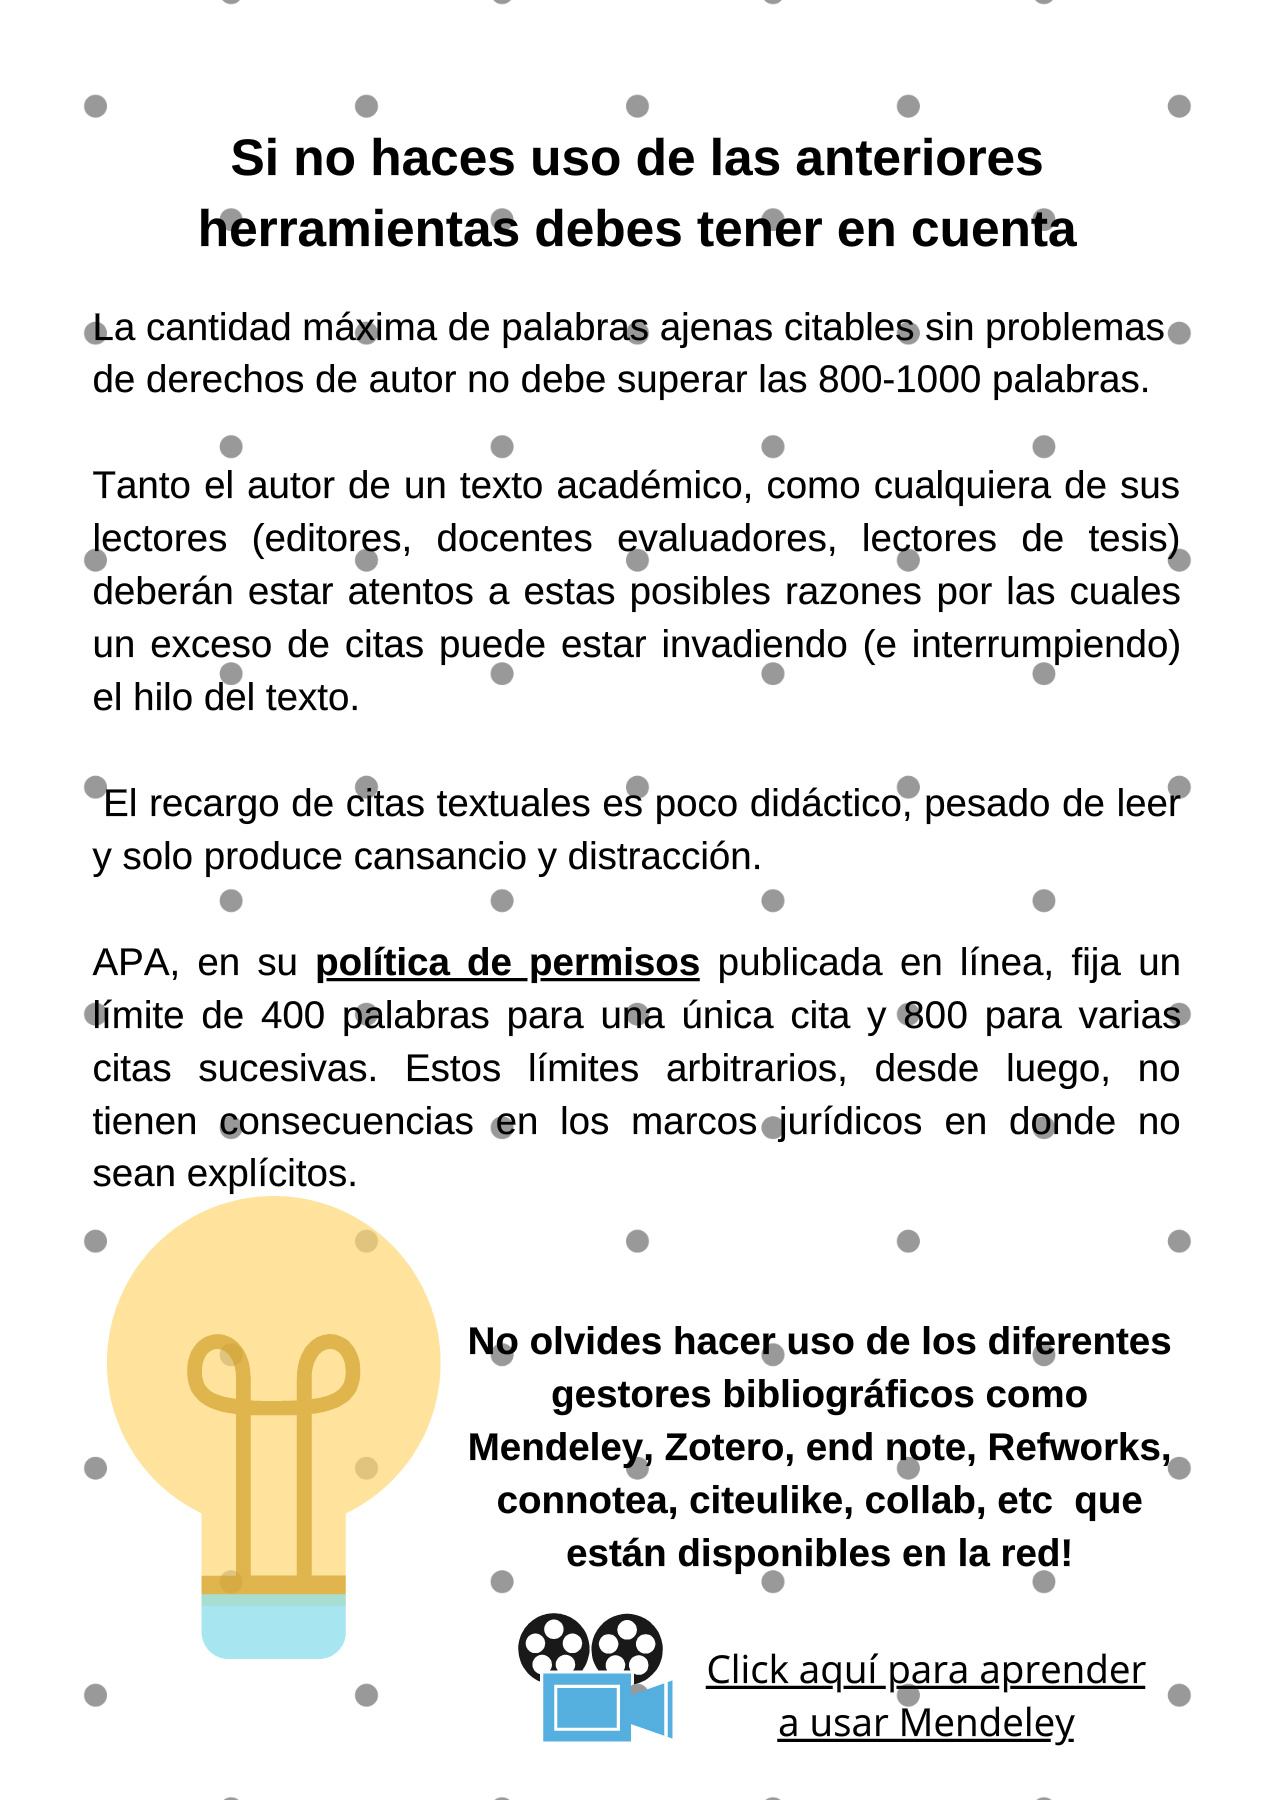 Si no haces uso de las anteriores
herramientas debes tener en cuenta
La cantidad máxima de palabras ajenas citables sin problemas
de derechos de autor no debe superar las 800-1000 palabras.
Tanto el autor de un texto académico, como cualquiera de sus
lectores (editores, docentes evaluadores, lectores de tesis)
deberán estar atentos a estas posibles razones por las cuales
un exceso de citas puede estar invadiendo (e interrumpiendo)
el hilo del texto.
El recargo de citas textuales es poco didáctico, pesado de leer
y solo produce cansancio y distracción.
APA, en su política de permisos publicada en línea, fija un
límite de 400 palabras para una única cita y 800 para varias
citas sucesivas. Estos límites arbitrarios, desde luego, no
tienen consecuencias en los marcos jurídicos en donde no
sean explícitos.
No olvides hacer uso de los diferentes
gestores bibliográficos como
Mendeley, Zotero, end note, Refworks,
connotea, citeulike, collab, etc  que
están disponibles en la red!
Click aquí para aprender
a usar Mendeley